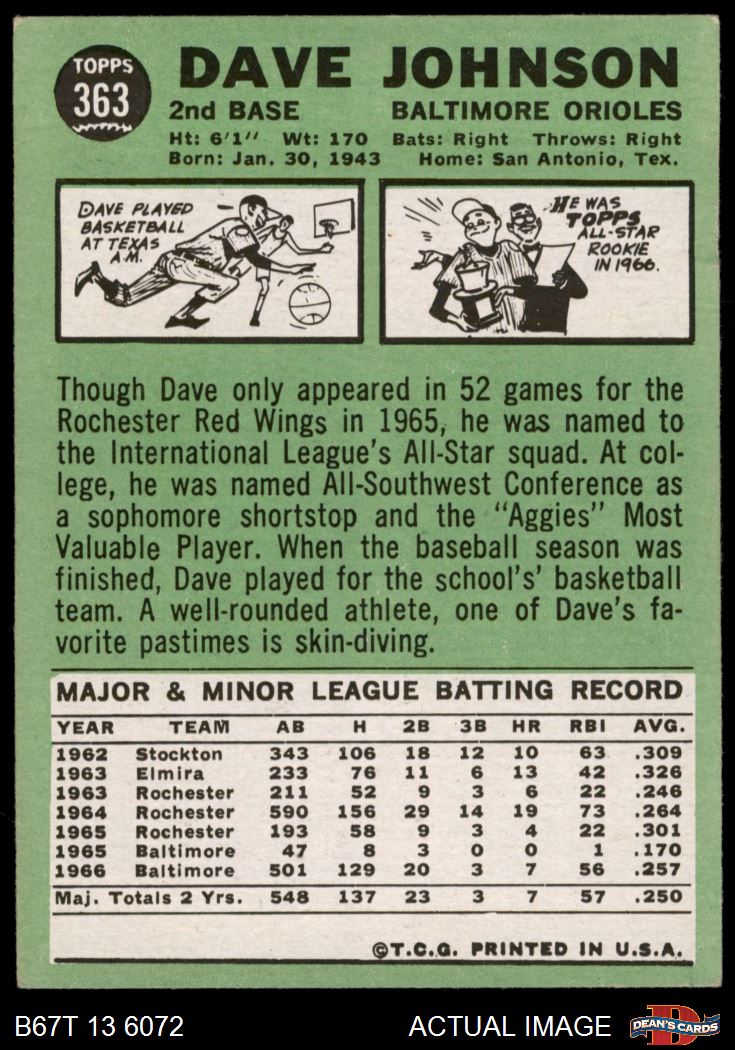 TOPPS
363
DAVE JOHNSON
2nd BASE BALTIMORE ORIOLES
Ht: 6'1" Wt: 170 Bats: Right Throws: Right
Born: Jan. 30, 1943 Home: San Antonio, Tex.
DAVE PLAYED
BASKETBALL
AT TEXAS
A.M.
HE WAS
TOPPS
ALL-STAR
ROOKIE
IN 1966.
Though Dave only appeared in 52 games for the
Rochester Red Wings in 1965, he was named to
the International League's All-Star squad. At col-
lege, he was named All-Southwest Conference as
a sophomore shortstop and the "Aggies" Most
Valuable Player. When the baseball season was
finished, Dave played for the school's' basketball
team. A well-rounded athlete, one of Dave's fa-
vorite pastimes is skin-diving.
MAJOR & MINOR LEAGUE BATTING RECORD
YEAR TEAM AB H 2B 3B HR RBI AVG.
1962 Stockton 343 106 18 12 10 63 .309
1963 Elmira 233 76 11 6 13 42 .326
1963 Rochester 211 52 9 3 6 22 .246
1964 Rochester 590 156 29 14 19 73 .264
1965 Rochester 193 58 9 3 4 22 .301
1965 Baltimore 47 8 3 0 0 1 .170
1966 Baltimore 501 129 20 3 7 56 .257
Maj. Totals 2 Yrs. 548 137 23 3 7 57 .250
©T.C.G. PRINTED IN U.S.A.
B67T 13 6072 ACTUAL IMAGE
DEAN'S CARDS